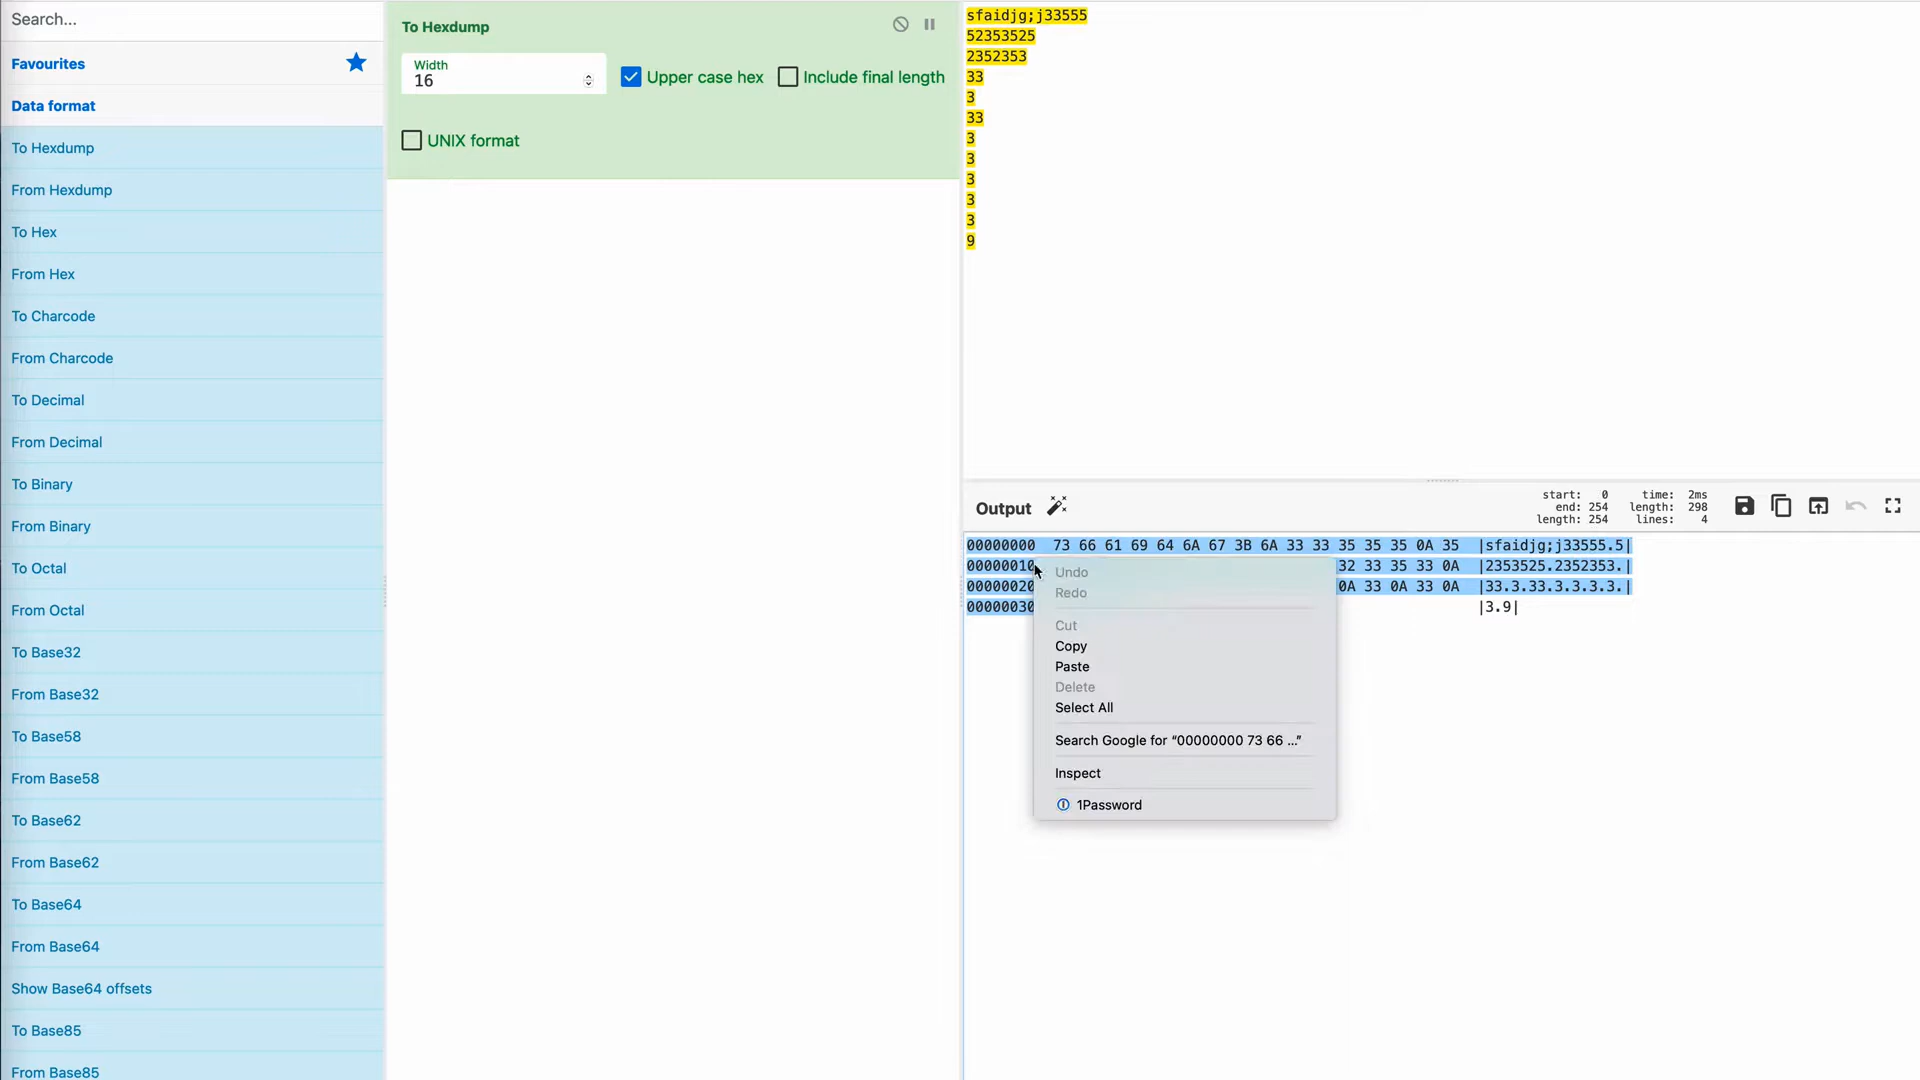 Search...
Favourites
Data format
To Hexdump
From Hexdump
To Hex
From Hex
To Charcode
From Charcode
To Decimal
From Decimal
To Binary
From Binary
To Octal
From Octal
To Base32
From Base32
To Base58
From Base58
To Base62
From Base62
To Base64
From Base64
Show Base64 offsets
To Base85
From Base85
To Hexdump
Width
16
Upper case hex
Include final length
UNIX format
sfaidjg;j33555
52353525
2352353
33
3
33
3
3
3
3
3
9
Output
start: 0
end: 254
length: 254
time: 2ms
length: 298
lines: 4
00000000 73 66 61 69 64 6A 67 3B 6A 33 33 35 35 35 0A 35 |sfaidjg;j33555.5|
00000010 32 33 35 33 0A |2353525.2352353.|
00000020 0A 33 0A 33 0A |33.3.33.3.3.3.3.|
00000030 |3.9|
Undo
Redo
Cut
Copy
Paste
Delete
Select All
Search Google for “00000000 73 66 ...”
Inspect
1Password